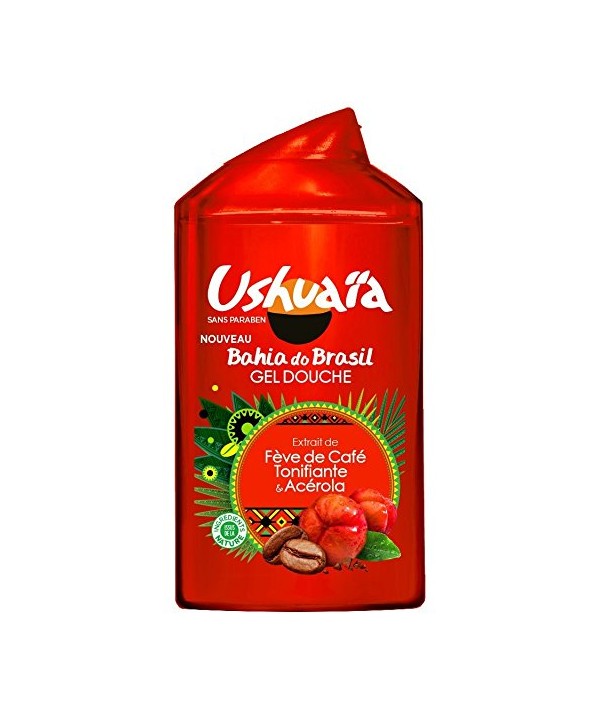 Ushuaïa
SANS PARABEN
NOUVEAU
Bahia do Brasil
GEL DOUCHE
Extrait de
Fève de Café
Tonifiante
& Acérola
INGREDIENTS
ISSUS
DE LA
NATURE